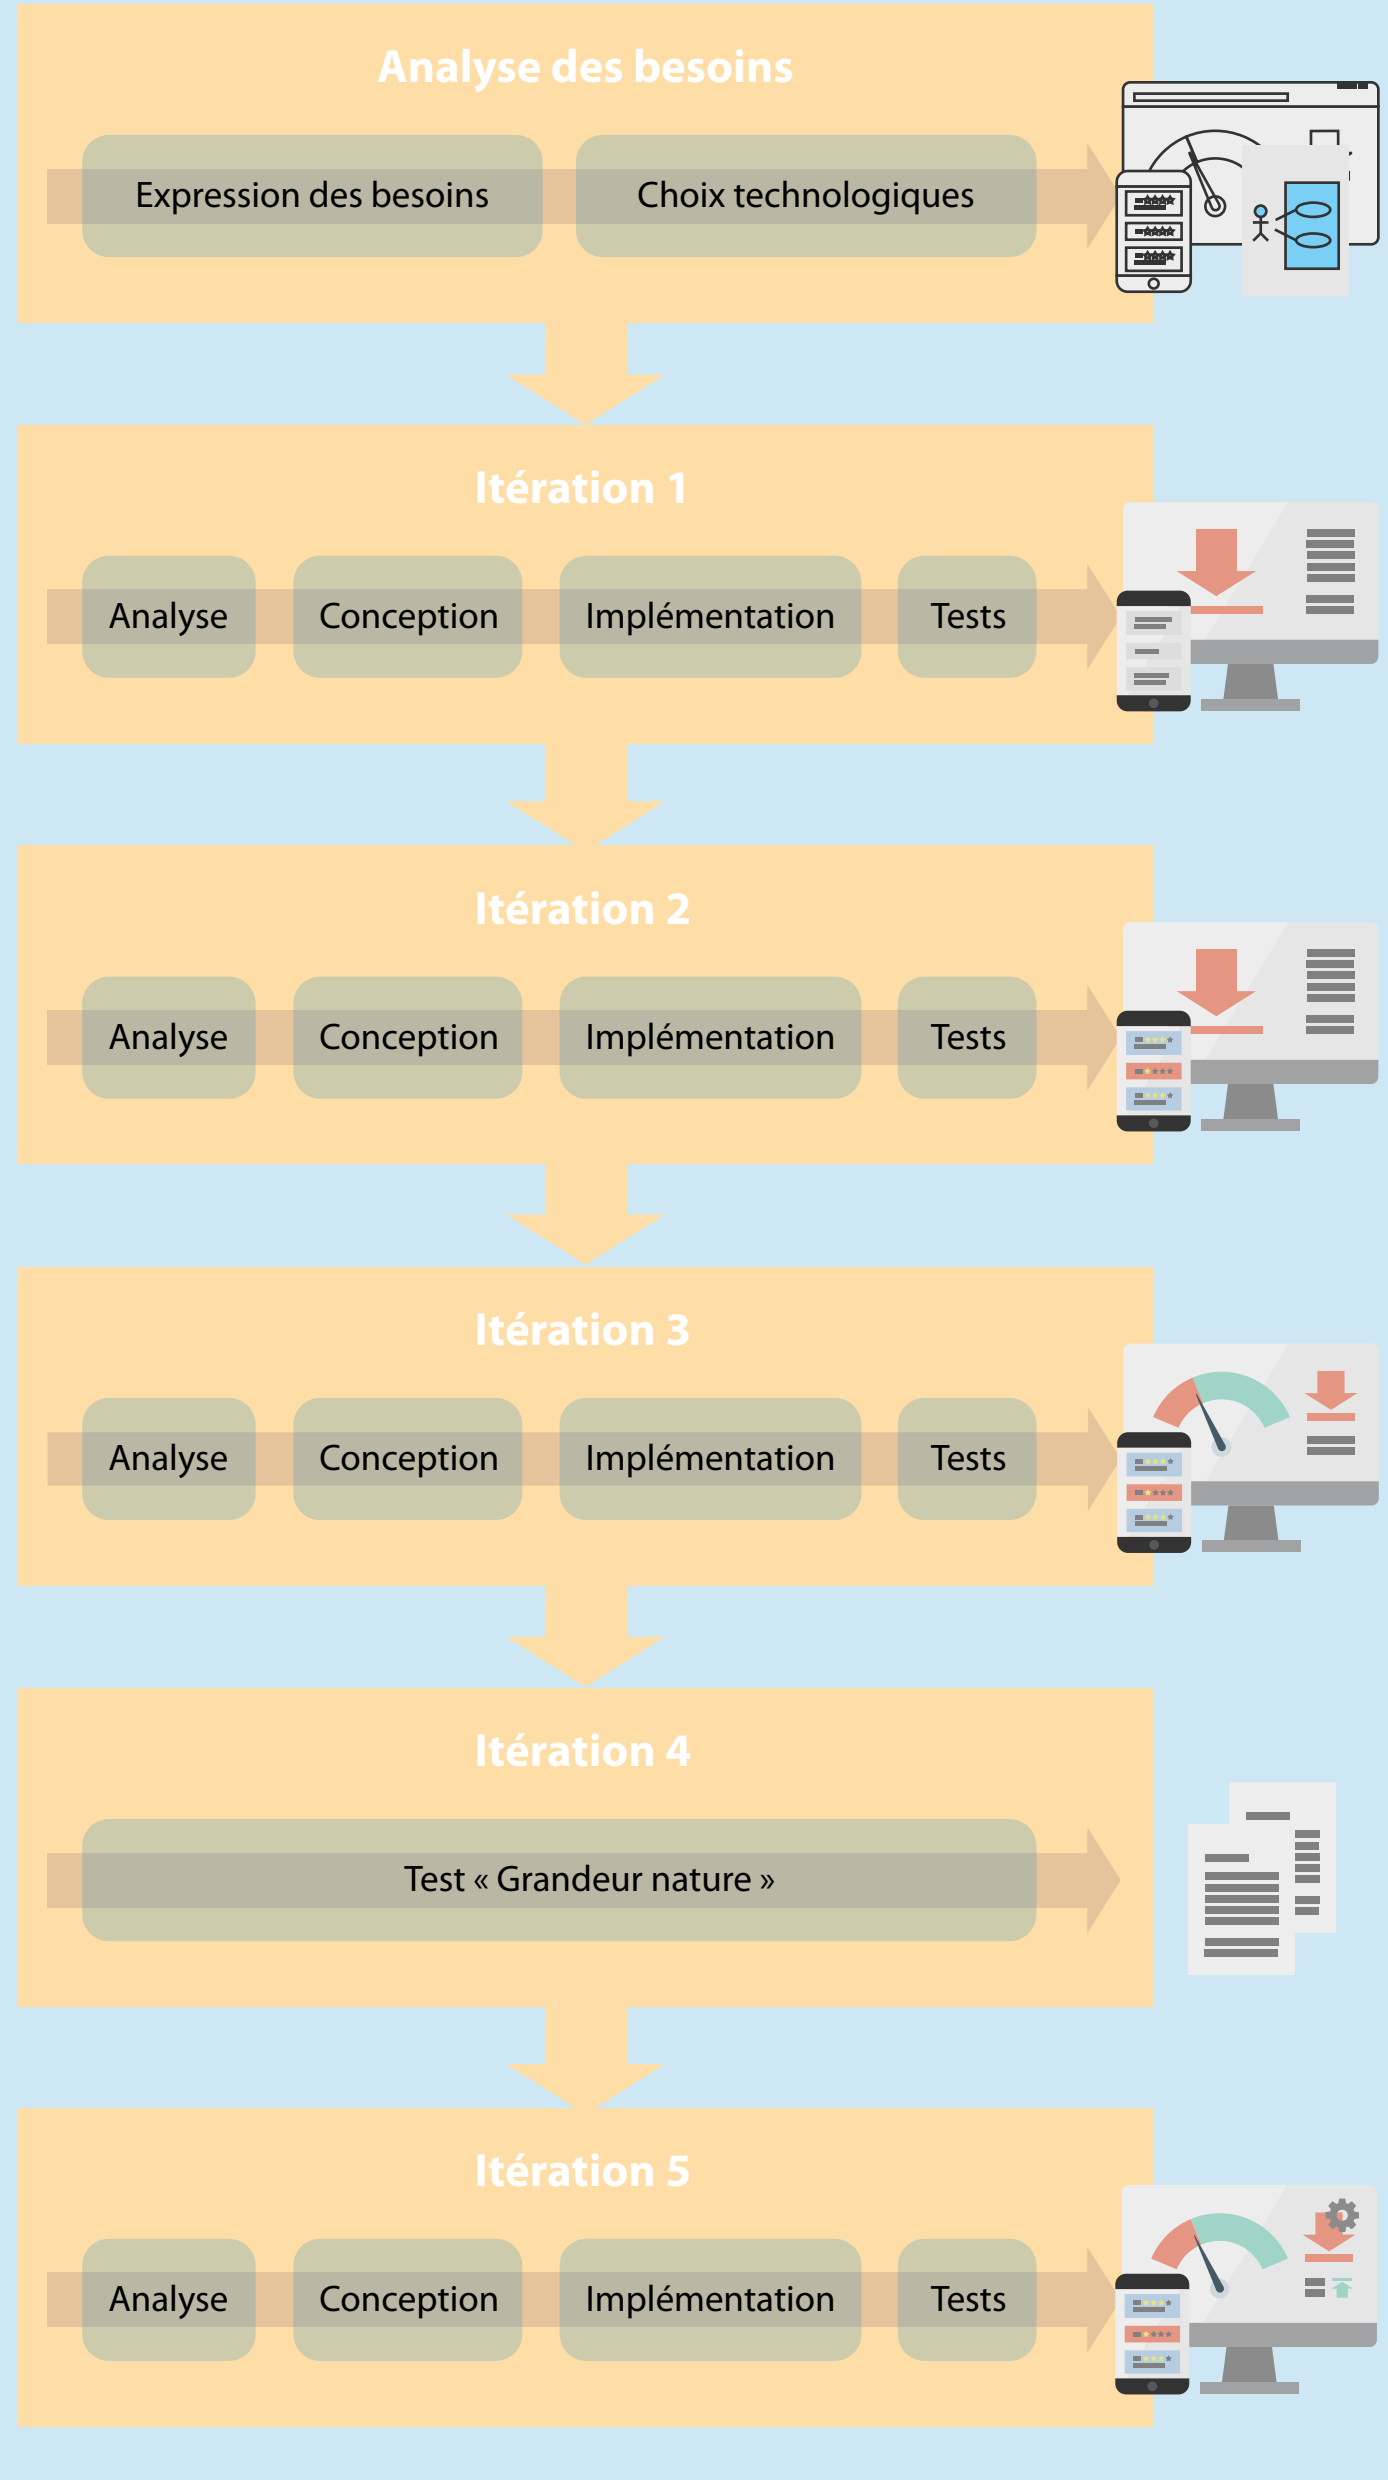 Analyse des besoins
Expression des besoins
Choix technologiques
Itération 1
Analyse
Conception
Implémentation
Tests
Itération 2
Analyse
Conception
Implémentation
Tests
Itération 3
Analyse
Conception
Implémentation
Tests
Itération 4
Test « Grandeur nature »
Itération 5
Analyse
Conception
Implémentation
Tests